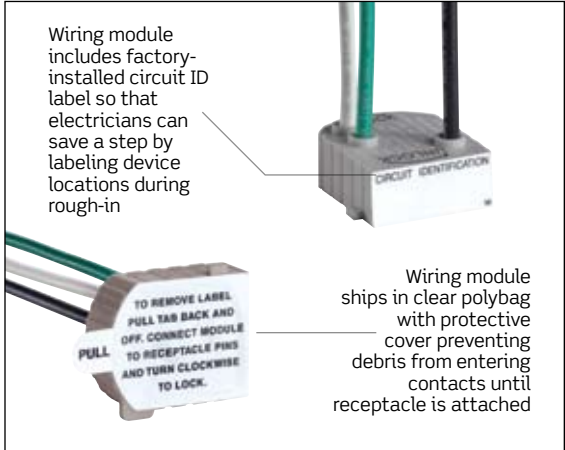 Wiring module
includes factory-
installed circuit ID
label so that
electricians can
save a step by
labeling device
locations during
rough-in
CIRCUIT IDENTIFICATION
TO REMOVE LABEL
PULL TAB BACK AND
OFF. CONNECT MODULE
PULL
TO RECEPTACLE PINS
AND TURN CLOCKWISE
TO LOCK.
Wiring module
ships in clear polybag
with protective
cover preventing
debris from entering
contacts until
receptacle is attached